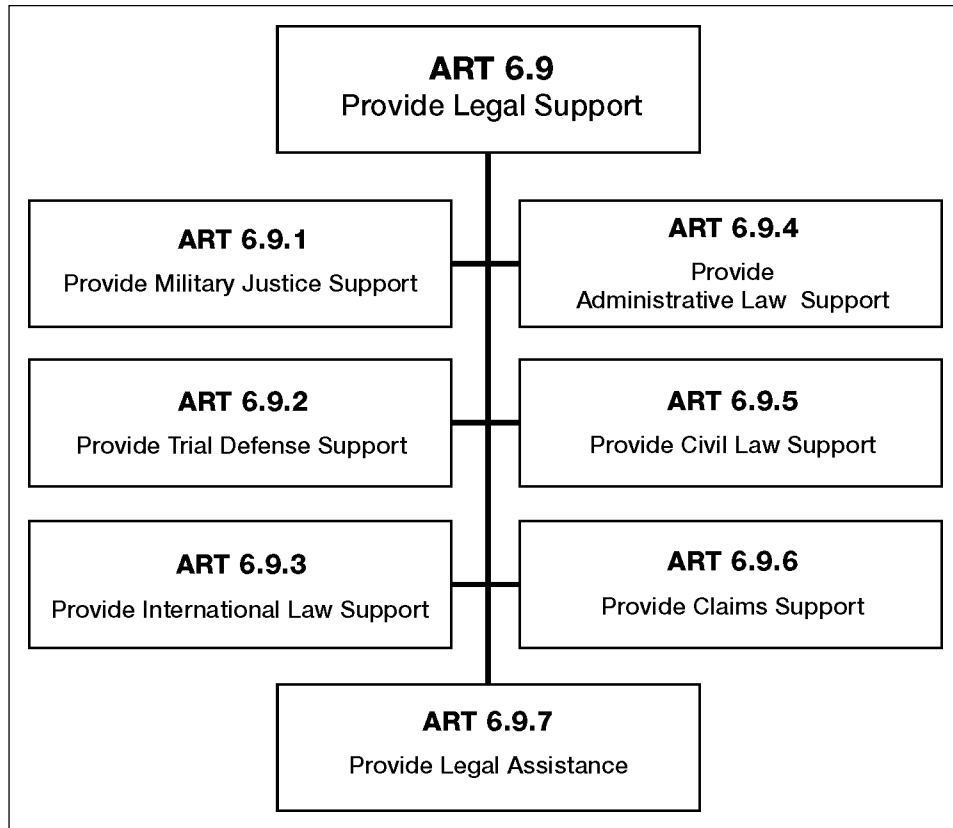 ART 6.9
Provide Legal Support
ART 6.9.1
Provide Military Justice Support
ART 6.9.2
Provide Trial Defense Support
ART 6.9.3
Provide International Law Support
ART 6.9.4
Provide
Administrative Law Support
ART 6.9.5
Provide Civil Law Support
ART 6.9.6
Provide Claims Support
ART 6.9.7
Provide Legal Assistance